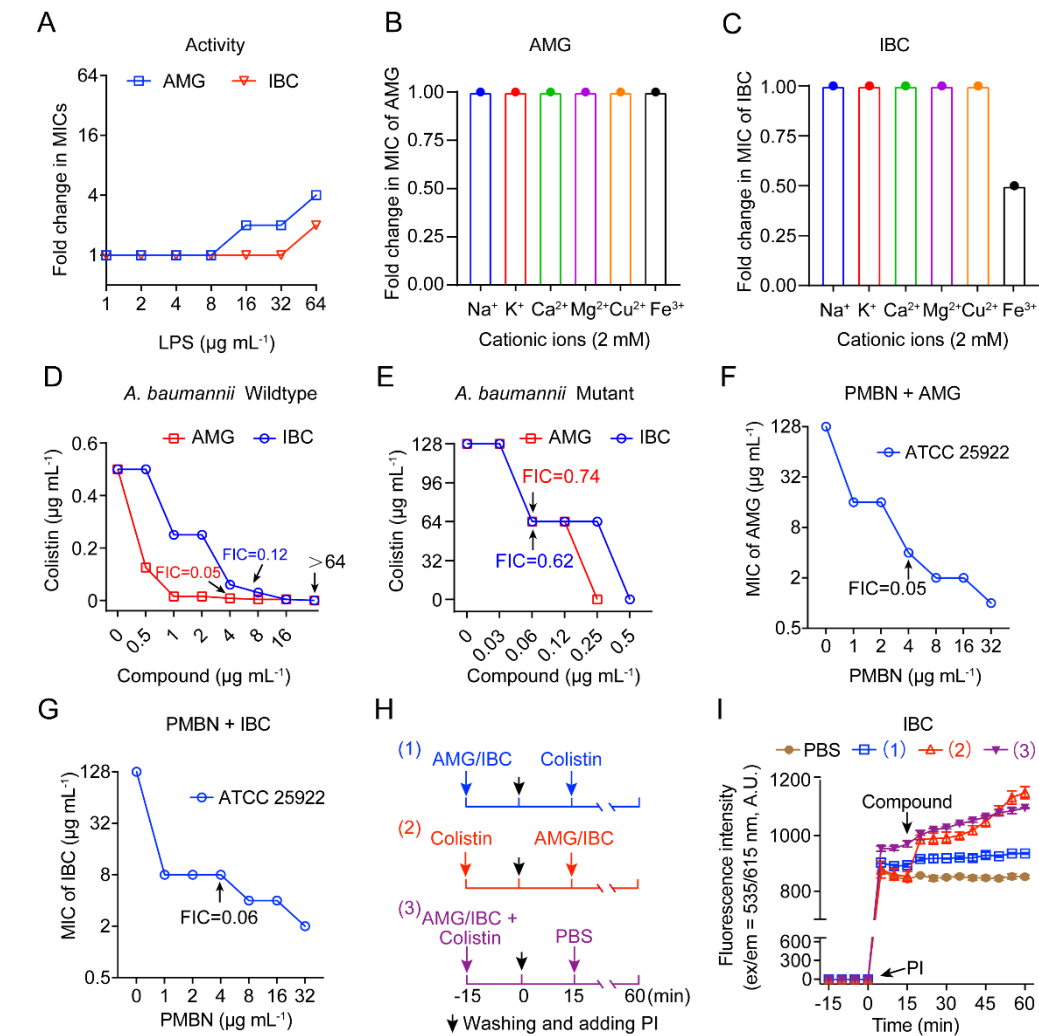 A
Activity
AMG IBC
Fold change in MICs
64
16
4
1
1 2 4 8 16 32 64
LPS (µg mL⁻¹)
B
AMG
Fold change in MIC of AMG
1.00
0.75
0.50
0.25
0.00
Na⁺ K⁺ Ca²⁺ Mg²⁺ Cu²⁺ Fe³⁺
Cationic ions (2 mM)
C
IBC
Fold change in MIC of IBC
1.00
0.75
0.50
0.25
0.00
Na⁺ K⁺ Ca²⁺ Mg²⁺ Cu²⁺ Fe³⁺
Cationic ions (2 mM)
D
A. baumannii Wildtype
AMG IBC
Colistin (µg mL⁻¹)
0.6
0.4
0.2
0
FIC=0.05
FIC=0.12
>64
0 0.5 1 2 4 8 16
Compound (µg mL⁻¹)
E
A. baumannii Mutant
AMG IBC
Colistin (µg mL⁻¹)
128
96
64
32
0
FIC=0.74
FIC=0.62
0 0.03 0.06 0.12 0.25 0.5
Compound (µg mL⁻¹)
F
PMBN + AMG
ATCC 25922
MIC of AMG (µg mL⁻¹)
128
32
8
2
0.5
FIC=0.05
0 1 2 4 8 16 32
PMBN (µg mL⁻¹)
G
PMBN + IBC
ATCC 25922
MIC of IBC (µg mL⁻¹)
128
32
8
2
0.5
FIC=0.06
0 1 2 4 8 16 32
PMBN (µg mL⁻¹)
H
(1)
AMG/IBC Colistin
(2)
Colistin AMG/IBC
(3)
AMG/IBC +
Colistin PBS
-15 0 15 60(min)
Washing and adding PI
I
IBC
PBS (1) (2) (3)
Fluorescence intensity
(ex/em = 535/615 nm, A.U.)
1200
1000
800
600
300
0
Compound
PI
-15 0 15 30 45 60
Time (min)